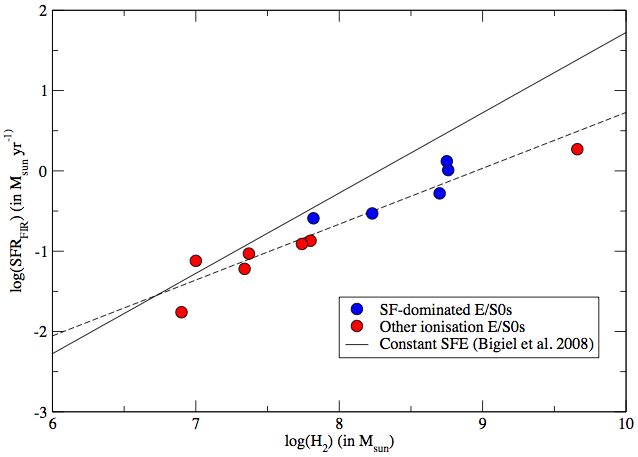 2
1
0
-1
-2
-3
log(SFR_FIR) (in M_sun yr^-1)
SF-dominated E/S0s
Other ionisation E/S0s
Constant SFE (Bigiel et al. 2008)
6 7 8 9 10
log(H_2) (in M_sun)